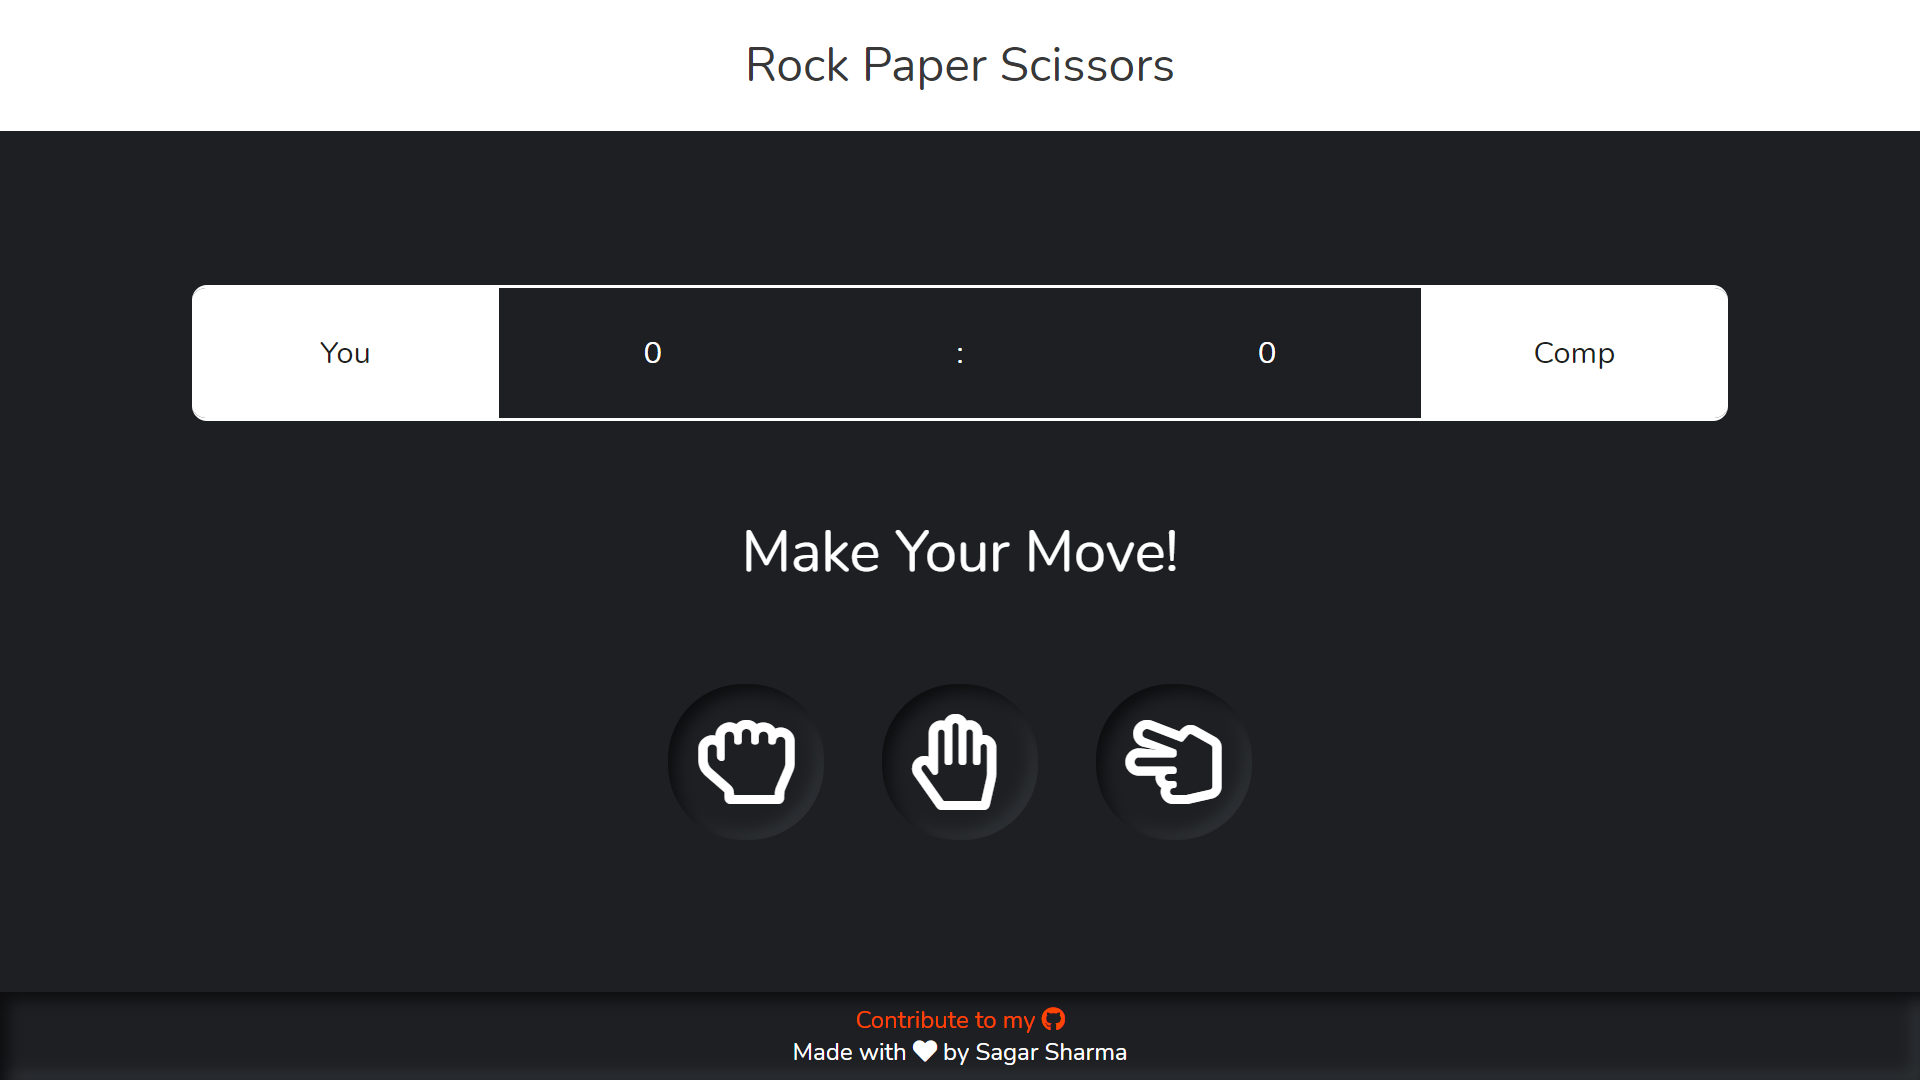 Rock Paper Scissors
You 0 : 0 Comp
Make Your Move!
Contribute to my
Made with by Sagar Sharma